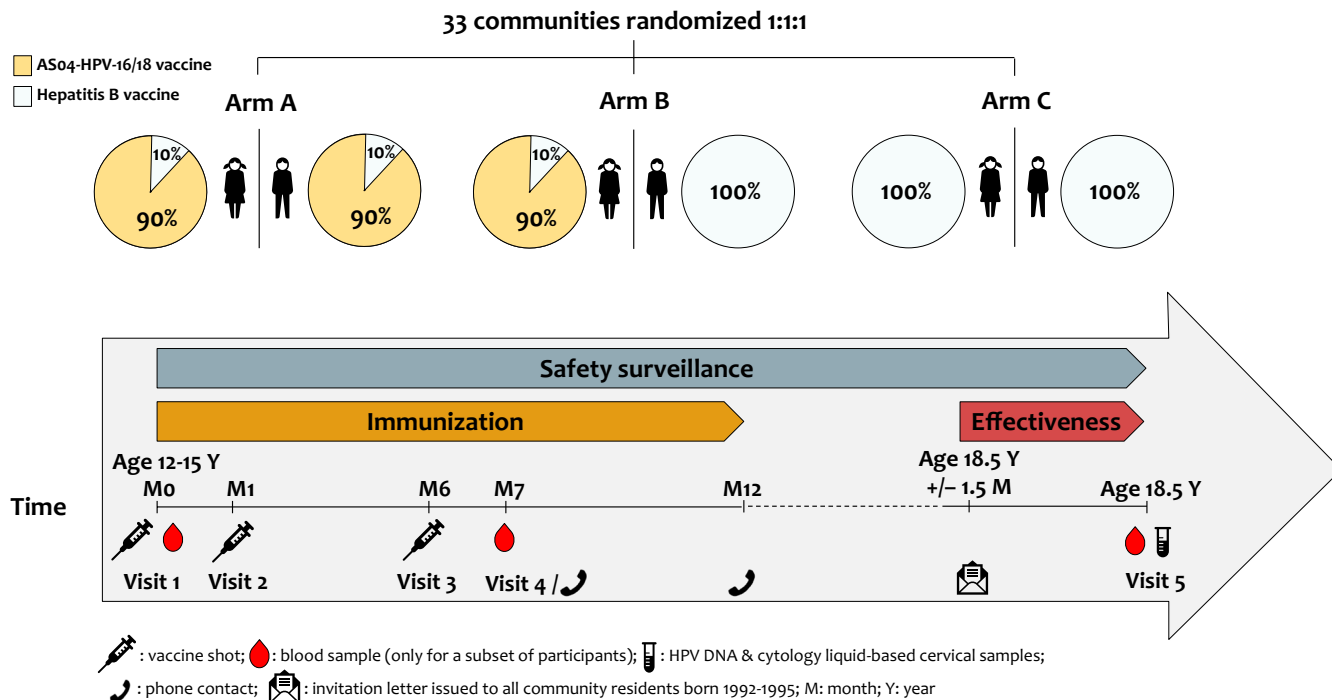 33 communities randomized 1:1:1
AS04-HPV-16/18 vaccine
Hepatitis B vaccine
Arm A
Arm B
Arm C
10%
90%
10%
90%
10%
90%
100%
100%
100%
Safety surveillance
Immunization
Effectiveness
Age 12-15 Y
Age 18.5 Y
+/– 1.5 M
Age 18.5 Y
Time
M0
M1
M6
M7
M12
Visit 1
Visit 2
Visit 3
Visit 4 /
Visit 5
: vaccine shot; : blood sample (only for a subset of participants); : HPV DNA & cytology liquid-based cervical samples;
: phone contact; : invitation letter issued to all community residents born 1992-1995; M: month; Y: year